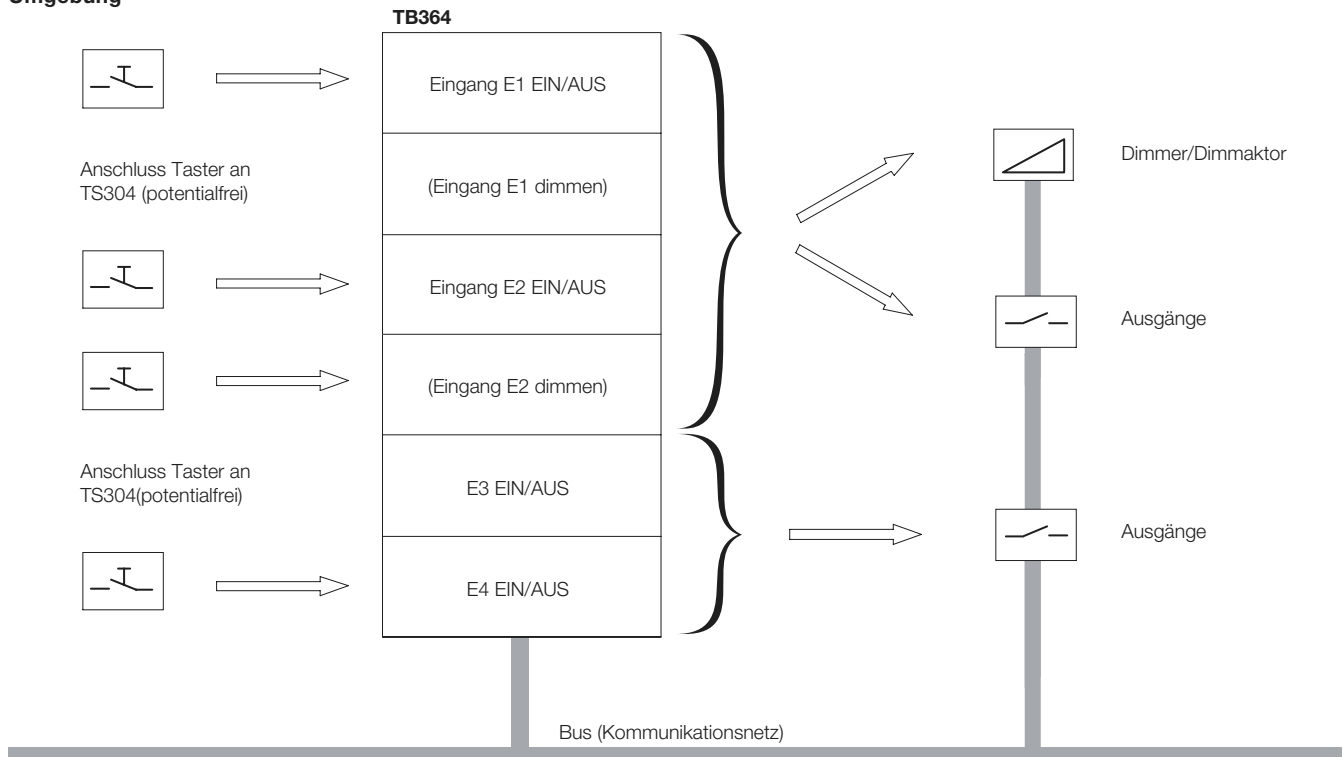 TB364
Eingang E1 EIN/AUS
Anschluss Taster an
TS304 (potentialfrei)
(Eingang E1 dimmen)
Dimmer/Dimmaktor
Eingang E2 EIN/AUS
Ausgänge
(Eingang E2 dimmen)
Anschluss Taster an
TS304(potentialfrei)
E3 EIN/AUS
Ausgänge
E4 EIN/AUS
Bus (Kommunikationsnetz)